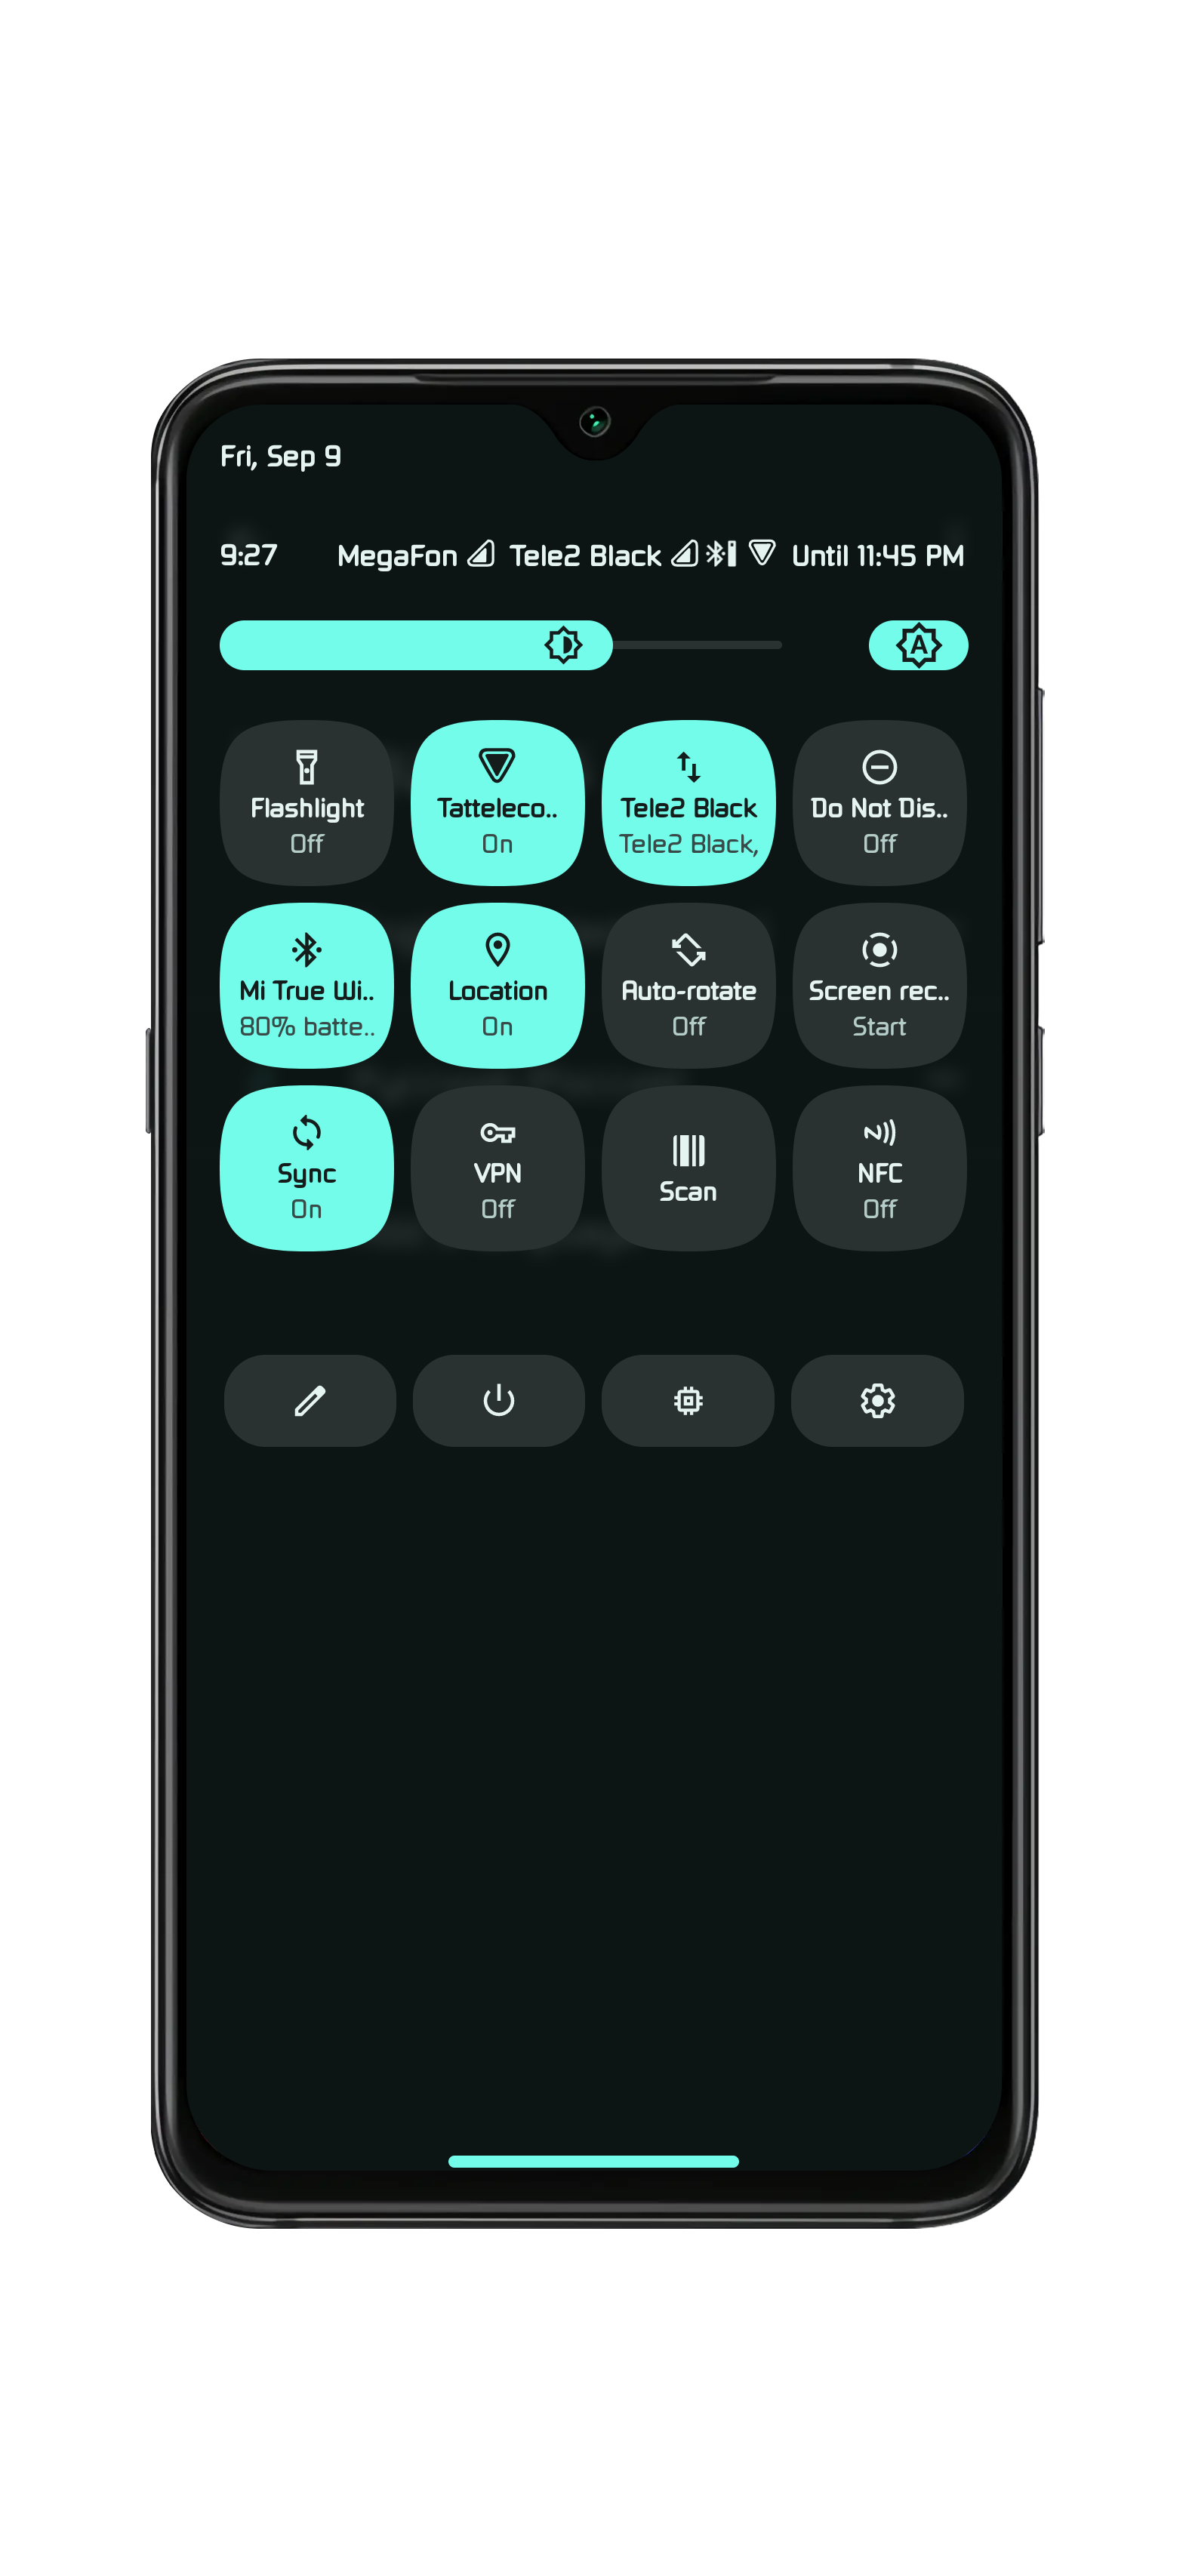 Fri, Sep 9
9:27 MegaFon Tele2 Black Until 11:45 PM
A
Flashlight Tatteleco.. Tele2 Black Do Not Dis..
Off On Tele2 Black, Off
Mi True Wi.. Location Auto-rotate Screen rec..
80% batte.. On Off Start
Sync VPN Scan NFC
On Off Off